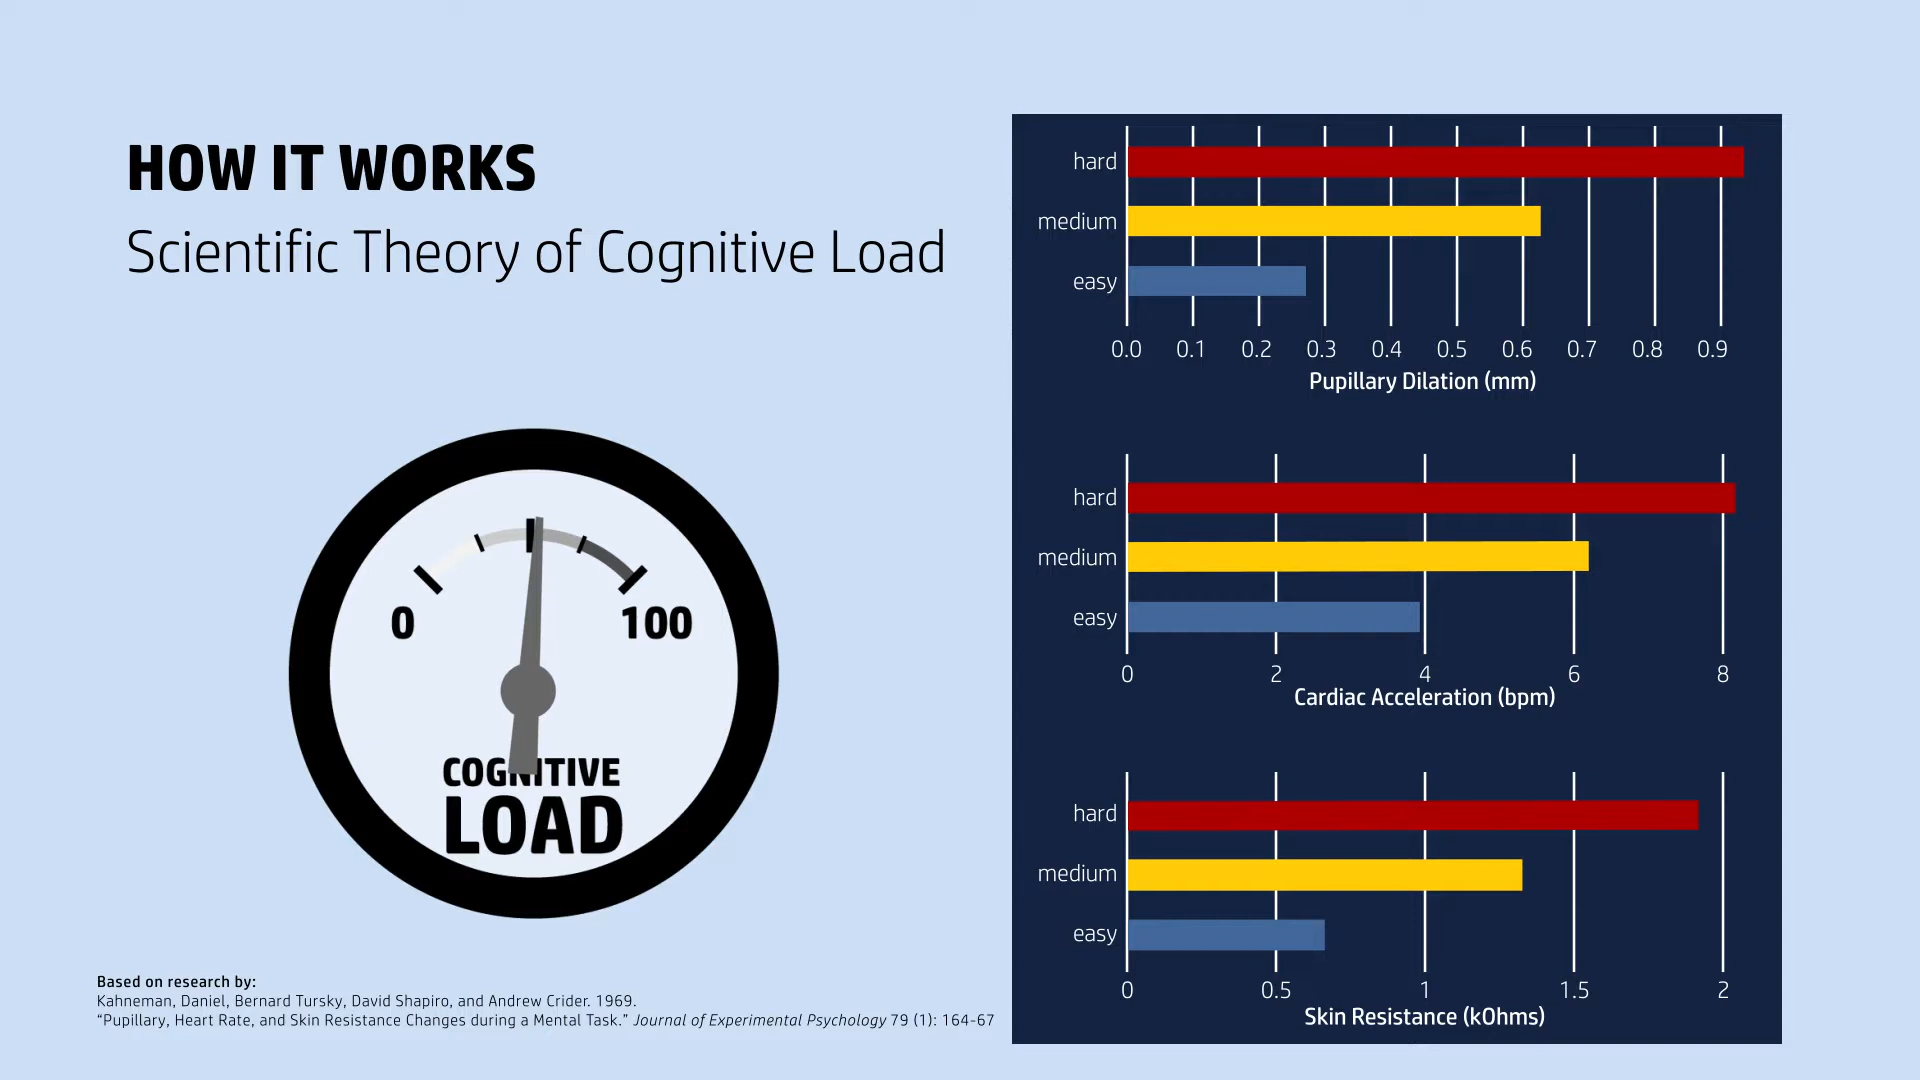 HOW IT WORKS
Scientific Theory of Cognitive Load
0
100
COGNITIVE
LOAD
Based on research by:
Kahneman, Daniel, Bernard Tursky, David Shapiro, and Andrew Crider. 1969.
“Pupillary, Heart Rate, and Skin Resistance Changes during a Mental Task.” Journal of Experimental Psychology 79 (1): 164-67
hard
medium
easy
0.0 0.1 0.2 0.3 0.4 0.5 0.6 0.7 0.8 0.9
Pupillary Dilation (mm)
hard
medium
easy
0 2 4 6 8
Cardiac Acceleration (bpm)
hard
medium
easy
0 0.5 1 1.5 2
Skin Resistance (kOhms)